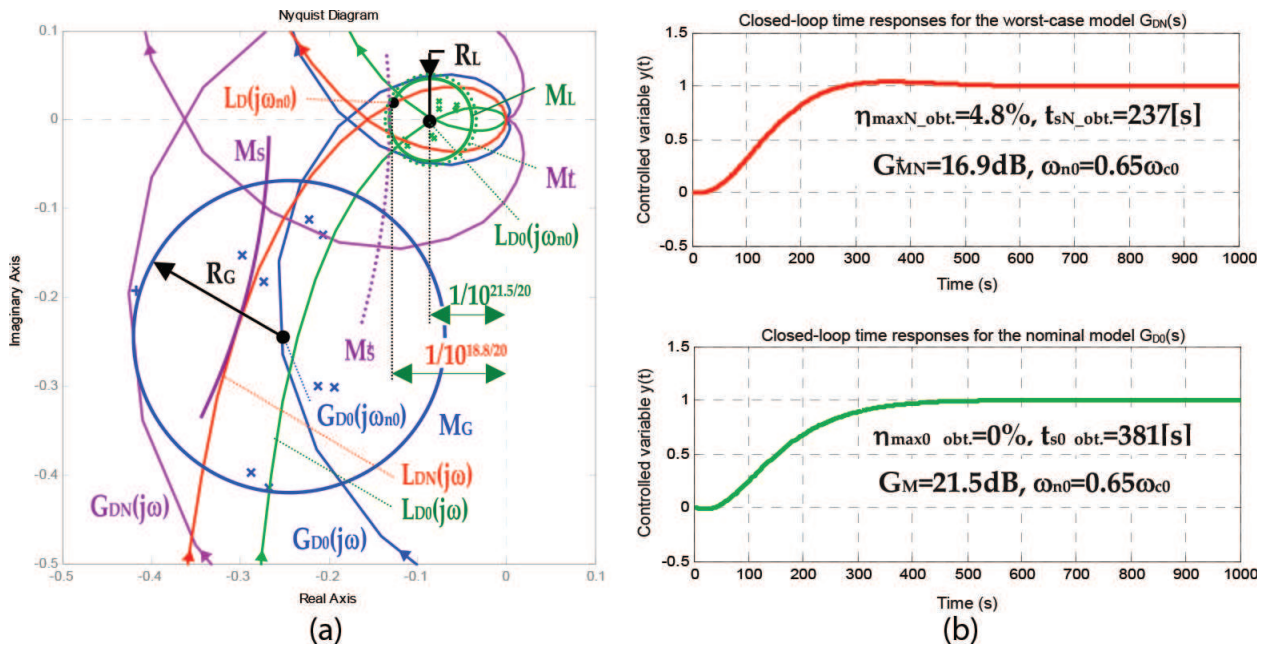 Nyquist Diagram
0.1
0
-0.1
-0.2
-0.3
-0.4
-0.5
-0.5
-0.4
-0.3
-0.2
-0.1
0
0.1
Imaginary Axis
Real Axis
RL
LD(jωn0)
ML
MS
Mt*
LD0(jωn0)
RG
1/10^21.5/20
MS*
1/10^18.8/20
GD0(jωn0)
MG
LDN(jω)
GDN(jω)
LD0(jω)
GD0(jω)
(a)
Closed-loop time responses for the worst-case model GDN(s)
Controlled variable y(t)
1.5
1
0.5
0
-0.5
ηmaxN_obt.=4.8%, tsN_obt.=237[s]
G*MN=16.9dB, ωn0=0.65ωc0
0 100 200 300 400 500 600 700 800 900 1000
Time (s)
Closed-loop time responses for the nominal model GD0(s)
Controlled variable y(t)
1.5
1
0.5
0
-0.5
ηmax0_obt.=0%, ts0_obt.=381[s]
GM=21.5dB, ωn0=0.65ωc0
0 100 200 300 400 500 600 700 800 900 1000
Time (s)
(b)